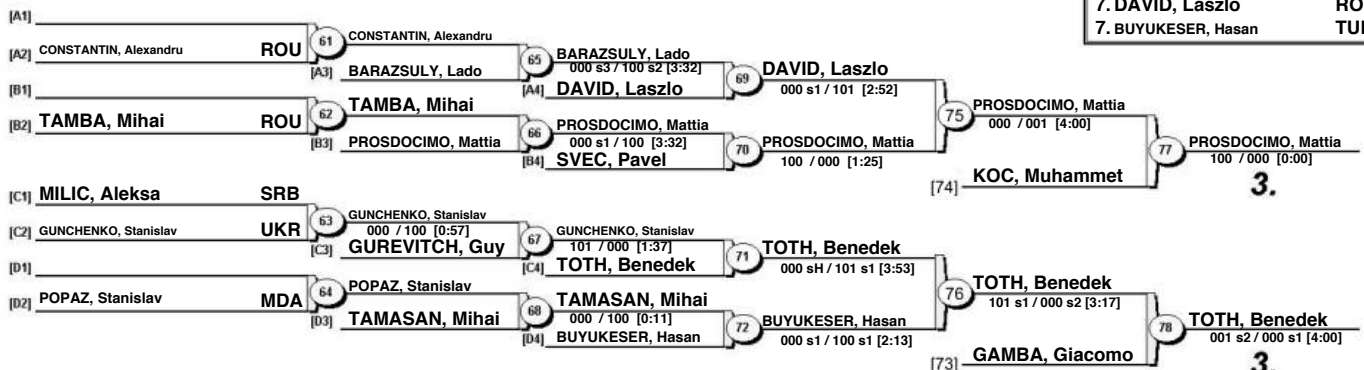 7. DAVID, Laszlo
7. BUYUKESER, Hasan
[A1]
[A2] CONSTANTIN, Alexandru ROU
61 CONSTANTIN, Alexandru
[A3] BARAZSULY, Lado
65 BARAZSULY, Lado
000 s3 / 100 s2 [3:32]
[A4] DAVID, Laszlo
69 DAVID, Laszlo
000 s1 / 101 [2:52]
[B1]
[B2] TAMBA, Mihai ROU
62 TAMBA, Mihai
[B3] PROSDOCIMO, Mattia
66 PROSDOCIMO, Mattia
000 s1 / 100 [3:32]
[B4] SVEC, Pavel
70 PROSDOCIMO, Mattia
100 / 000 [1:25]
75 PROSDOCIMO, Mattia
000 / 001 [4:00]
[74] KOC, Muhammet
77 PROSDOCIMO, Mattia
100 / 000 [0:00]
3.
[C1] MILIC, Aleksa SRB
[C2] GUNCHENKO, Stanislav UKR
63 GUNCHENKO, Stanislav
000 / 100 [0:57]
[C3] GUREVITCH, Guy
67 GUNCHENKO, Stanislav
101 / 000 [1:37]
[C4] TOTH, Benedek
71 TOTH, Benedek
000 sH / 101 s1 [3:53]
[D1]
[D2] POPAZ, Stanislav MDA
64 POPAZ, Stanislav
[D3] TAMASAN, Mihai
68 TAMASAN, Mihai
000 / 100 [0:11]
[D4] BUYUKESER, Hasan
72 BUYUKESER, Hasan
000 s1 / 100 s1 [2:13]
76 TOTH, Benedek
101 s1 / 000 s2 [3:17]
[73] GAMBA, Giacomo
78 TOTH, Benedek
001 s2 / 000 s1 [4:00]
3.